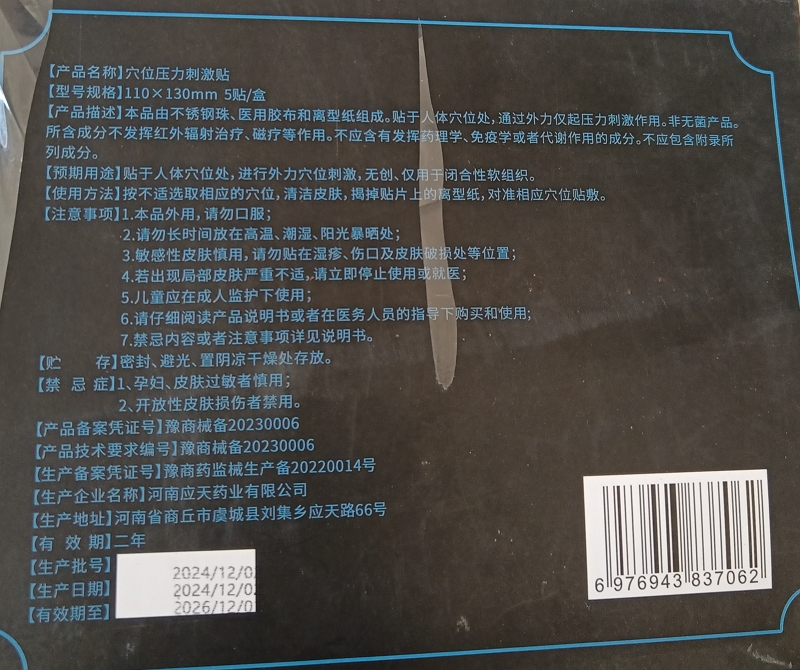 【产品名称】穴位压力刺激贴
【型号规格】110×130mm 5贴/盒
【产品描述】本品由不锈钢珠、医用胶布和离型纸组成。贴于人体穴位处,通过外力仅起压力刺激作用。非无菌产品。
所含成分不发挥红外辐射治疗、磁疗等作用。不应含有发挥药理学、免疫学或者代谢作用的成分。不应包含附录所
列成分。
【预期用途】贴于人体穴位处,进行外力穴位刺激,无创、仅用于闭合性软组织。
【使用方法】按不适选取相应的穴位,清洁皮肤,揭掉贴片上的离型纸,对准相应穴位贴敷。
【注意事项】1.本品外用,请勿口服;
2.请勿长时间放在高温、潮湿、阳光暴晒处;
3.敏感性皮肤慎用,请勿贴在湿疹、伤口及皮肤破损处等位置;
4.若出现局部皮肤严重不适,请立即停止使用或就医;
5.儿童应在成人监护下使用;
6.请仔细阅读产品说明书或者在医务人员的指导下购买和使用;
7.禁忌内容或者注意事项详见说明书。
【贮 存】密封、避光、置阴凉干燥处存放。
【禁 忌 症】1、孕妇、皮肤过敏者慎用;
2、开放性皮肤损伤者禁用。
【产品备案凭证号】豫商械备20230006
【产品技术要求编号】豫商械备20230006
【生产备案凭证号】豫商药监械生产备20220014号
【生产企业名称】河南应天药业有限公司
【生产地址】河南省商丘市虞城县刘集乡应天路66号
【有 效 期】二年
【生产批号】2024/12/0
【生产日期】2024/12/0
【有效期至】2026/12/0
6 976943 837062